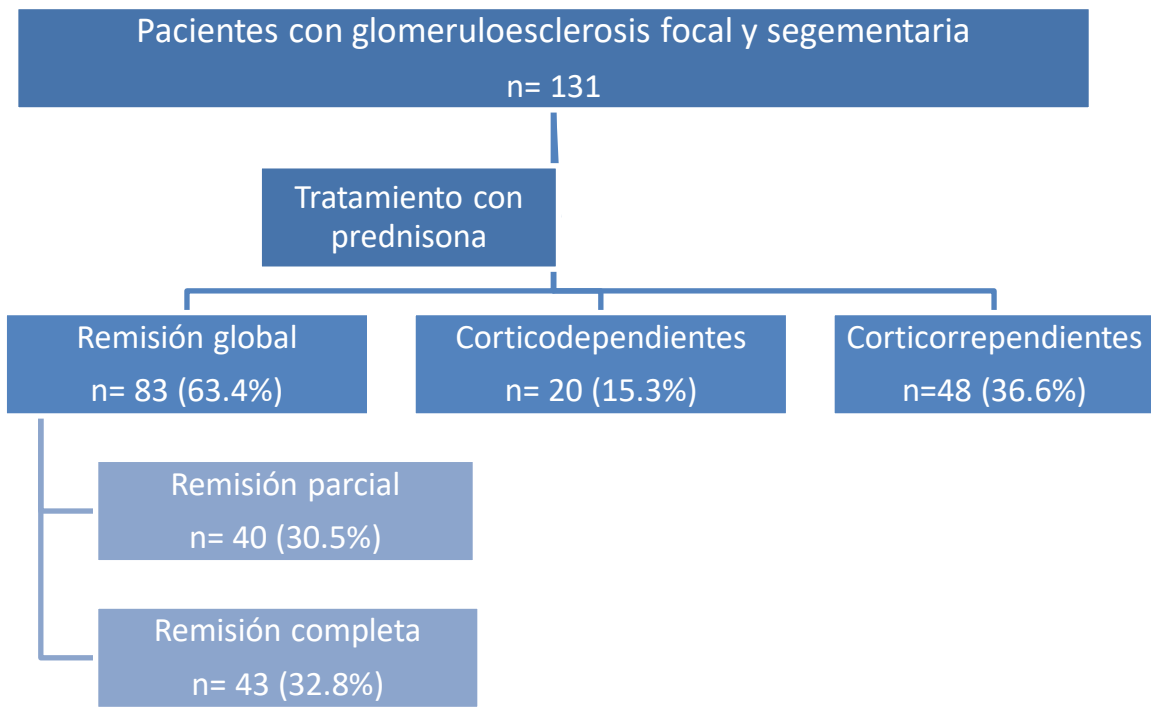 Pacientes con glomeruloesclerosis focal y segementaria
n= 131
Tratamiento con
prednisona
Remisión global
n= 83 (63.4%)
Corticodependientes
n= 20 (15.3%)
Corticorrependientes
n=48 (36.6%)
Remisión parcial
n= 40 (30.5%)
Remisión completa
n= 43 (32.8%)